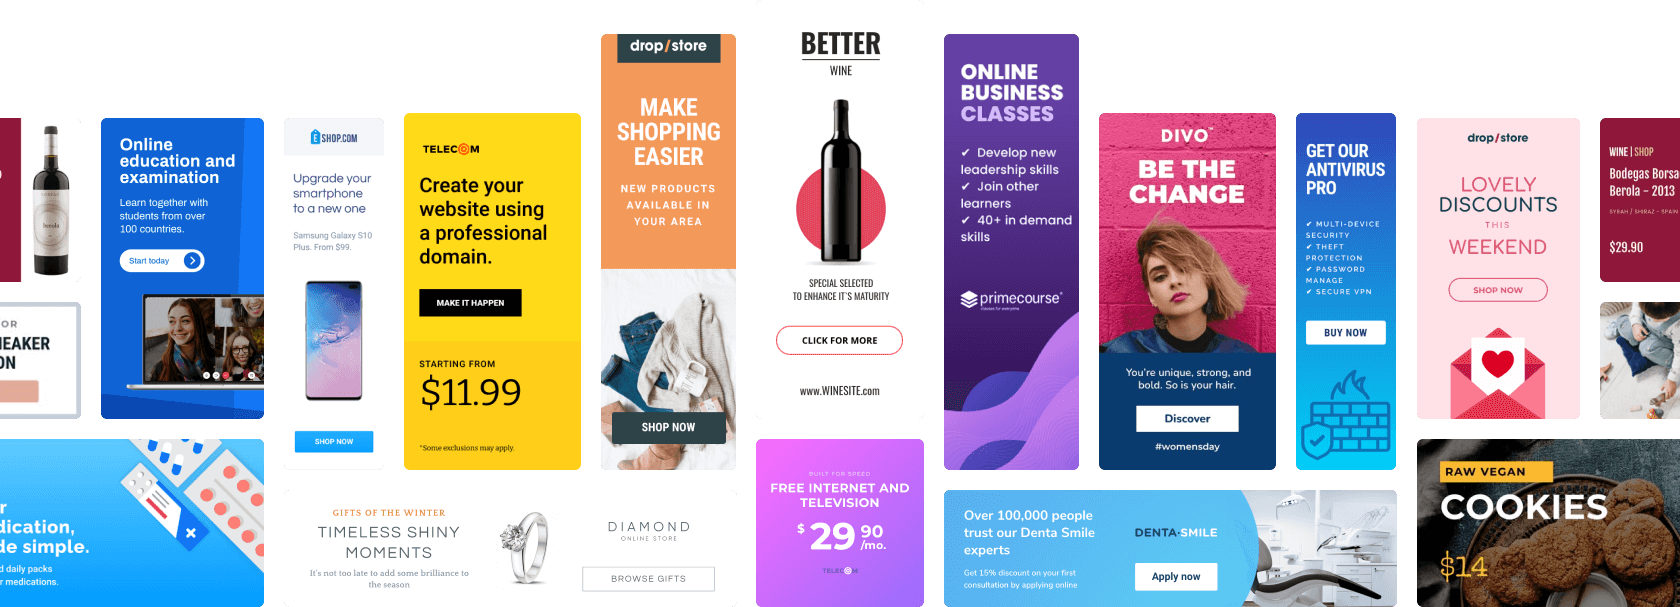 berola
OR
EAKER
ON
r
dication,
de simple.
d daily packs
r medications.
Online
education and
examination
Learn together with
students from over
100 countries.
Start today
ESHOP.COM
Upgrade your
smartphone
to a new one
Samsung Galaxy S10
Plus. From $99.
SHOP NOW
TELECOM
Create your
website using
a professional
domain.
MAKE IT HAPPEN
STARTING FROM
$11.99
*Some exclusions may apply.
GIFTS OF THE WINTER
TIMELESS SHINY
MOMENTS
It's not too late to add some brilliance to
the season
DIAMOND
ONLINE STORE
BROWSE GIFTS
drop/store
MAKE
SHOPPING
EASIER
NEW PRODUCTS
AVAILABLE IN
YOUR AREA
SHOP NOW
BETTER
WINE
SPECIAL SELECTED
TO ENHANCE IT`S MATURITY
CLICK FOR MORE
www.WINESITE.com
BUILT FOR SPEED
FREE INTERNET AND
TELEVISION
$29 90
/mo.
TELECOM
ONLINE
BUSINESS
CLASSES
✔ Develop new
leadership skills
✔ Join other
learners
✔ 40+ in demand
skills
primecourse
classes for everyone
DIVO™
BE THE
CHANGE
You're unique, strong, and
bold. So is your hair.
Discover
#womensday
GET OUR
ANTIVIRUS
PRO
✔ MULTI-DEVICE
SECURITY
✔ THEFT
PROTECTION
✔ PASSWORD
MANAGE
✔ SECURE VPN
BUY NOW
Over 100,000 people
trust our Denta Smile
experts
Get 15% discount on your first
consultation by applying online
DENTA·SMILE
Apply now
drop/store
LOVELY
DISCOUNTS
THIS
WEEKEND
SHOP NOW
RAW VEGAN
COOKIES
$14
WINE | SHOP
Bodegas Borsa
Berola - 2013
SYRAH / SHIRAZ - SPAIN
$29.90